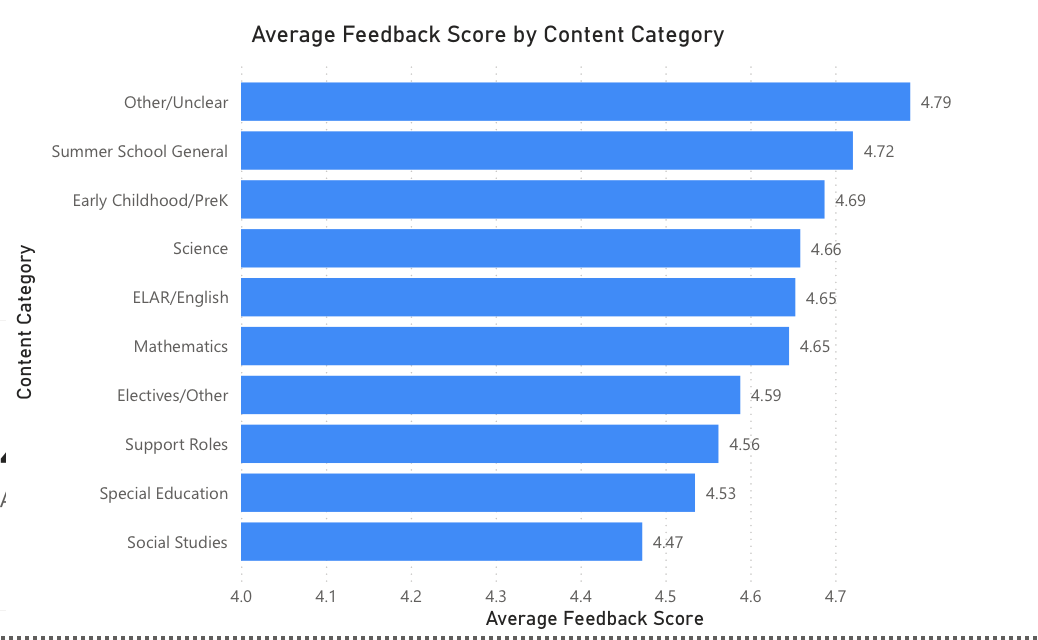 Average Feedback Score by Content Category
Content Category
Other/Unclear 4.79
Summer School General 4.72
Early Childhood/PreK 4.69
Science 4.66
ELAR/English 4.65
Mathematics 4.65
Electives/Other 4.59
Support Roles 4.56
Special Education 4.53
Social Studies 4.47
4.0 4.1 4.2 4.3 4.4 4.5 4.6 4.7
Average Feedback Score